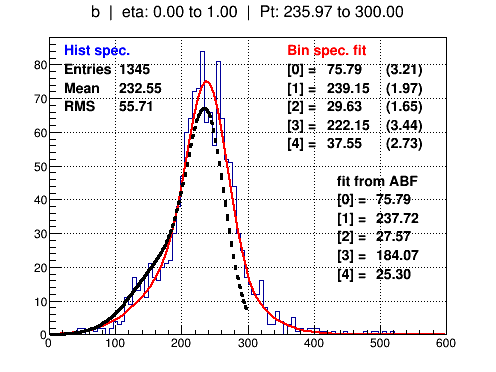 b | eta: 0.00 to 1.00 | Pt: 235.97 to 300.00
Hist spec.
Entries 1345
Mean 232.55
RMS 55.71
Bin spec. fit
[0] = 75.79 (3.21)
[1] = 239.15 (1.97)
[2] = 29.63 (1.65)
[3] = 222.15 (3.44)
[4] = 37.55 (2.73)
fit from ABF
[0] = 75.79
[1] = 237.72
[2] = 27.57
[3] = 184.07
[4] = 25.30
80
70
60
50
40
30
20
10
0
0 100 200 300 400 500 600